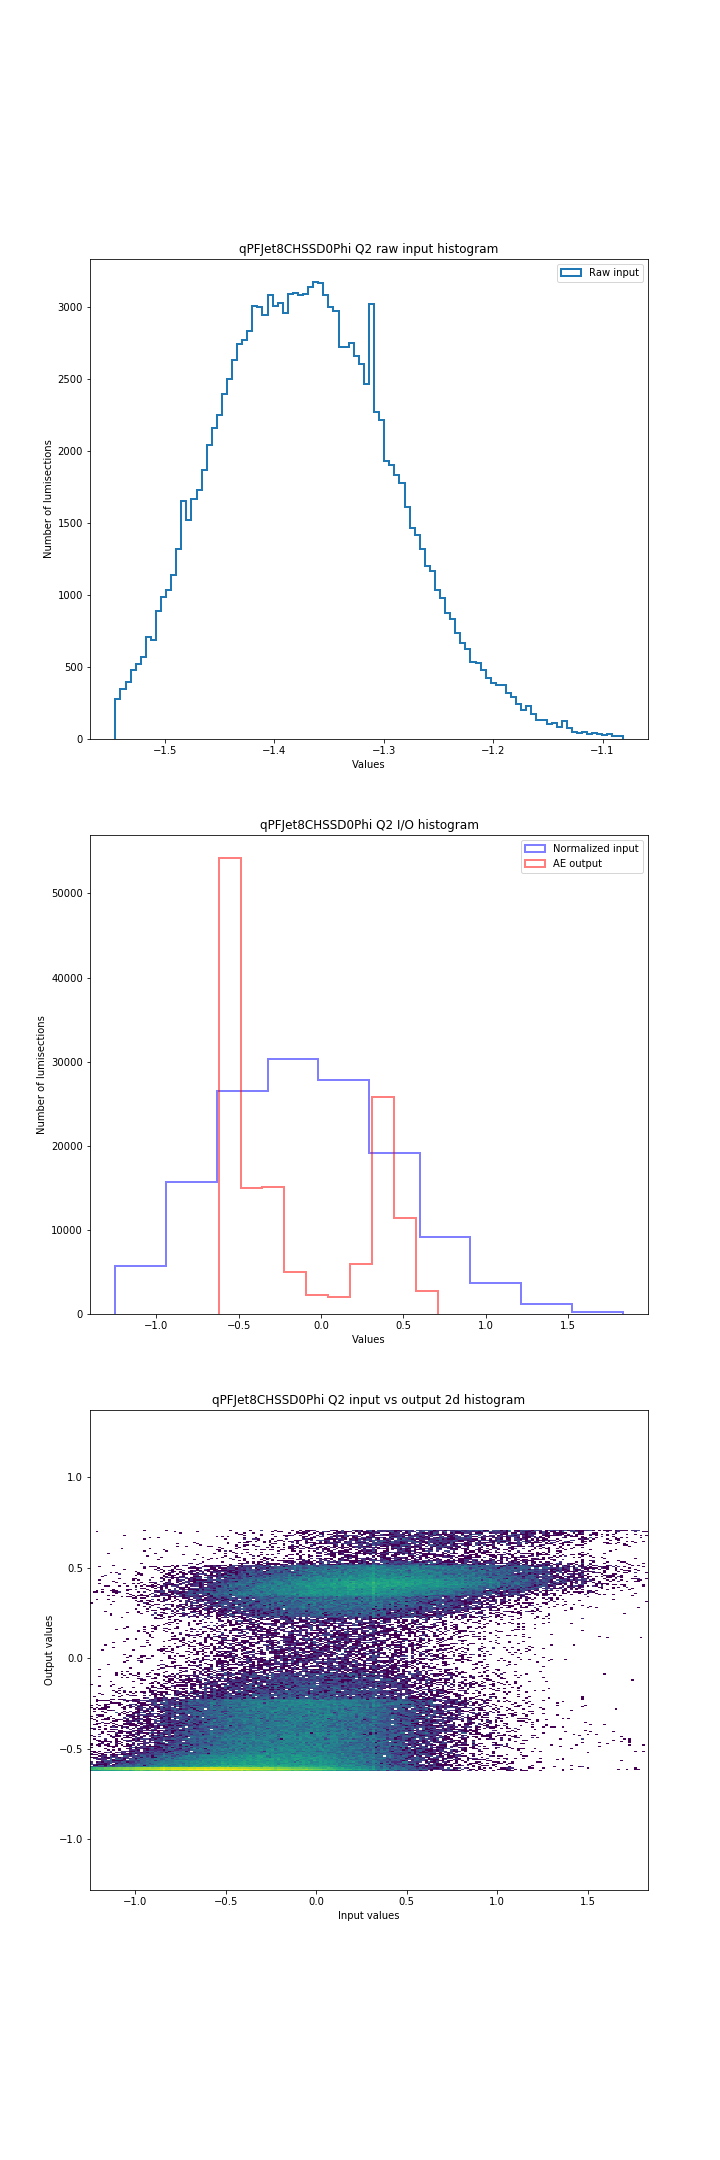 qPFJet8CHSSD0Phi Q2 raw input histogram
Raw input
3000
2500
2000
1500
1000
500
0
Number of lumisections
−1.5 −1.4 −1.3 −1.2 −1.1
Values
qPFJet8CHSSD0Phi Q2 I/O histogram
Normalized input
AE output
50000
40000
30000
20000
10000
0
Number of lumisections
−1.0 −0.5 0.0 0.5 1.0 1.5
Values
qPFJet8CHSSD0Phi Q2 input vs output 2d histogram
1.0
0.5
0.0
−0.5
−1.0
Output values
−1.0 −0.5 0.0 0.5 1.0 1.5
Input values